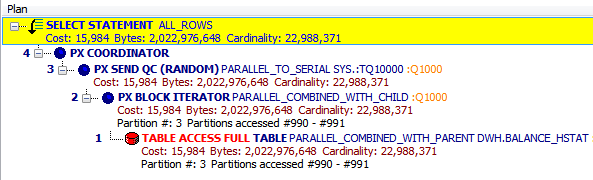 Plan
SELECT STATEMENT ALL_ROWS
Cost: 15,984 Bytes: 2,022,976,648 Cardinality: 22,988,371
4 PX COORDINATOR
3 PX SEND QC (RANDOM) PARALLEL_TO_SERIAL SYS.:TQ10000 :Q1000
Cost: 15,984 Bytes: 2,022,976,648 Cardinality: 22,988,371
2 PX BLOCK ITERATOR PARALLEL_COMBINED_WITH_CHILD :Q1000
Cost: 15,984 Bytes: 2,022,976,648 Cardinality: 22,988,371
Partition #: 3 Partitions accessed #990 - #991
1 TABLE ACCESS FULL TABLE PARALLEL_COMBINED_WITH_PARENT DWH.BALANCE_HSTAT :
Cost: 15,984 Bytes: 2,022,976,648 Cardinality: 22,988,371
Partition #: 3 Partitions accessed #990 - #991